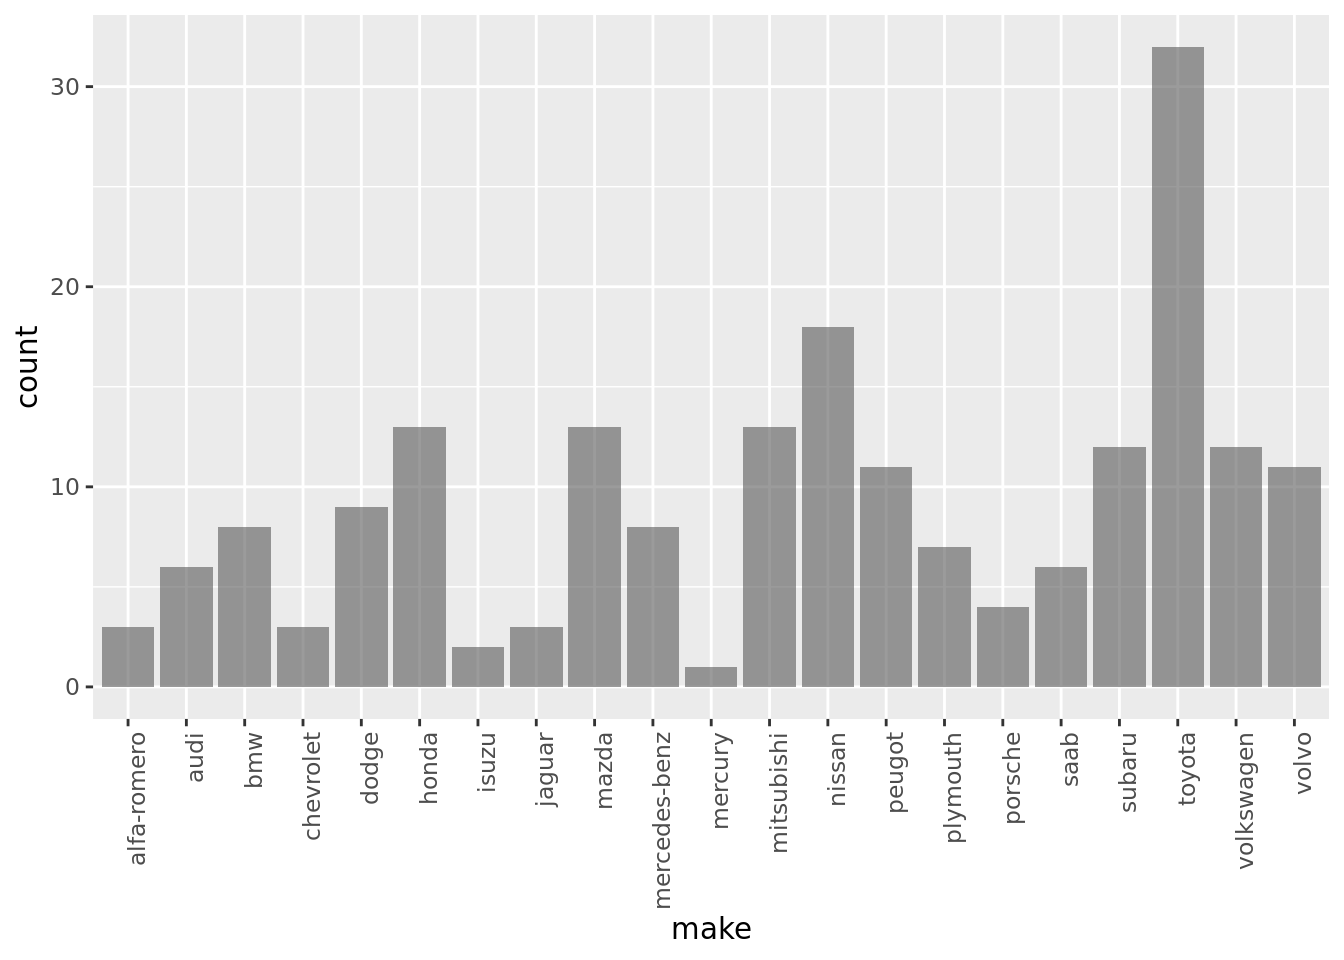 count
30
20
10
0
alfa-romero
audi
bmw
chevrolet
dodge
honda
isuzu
jaguar
mazda
mercedes-benz
mercury
mitsubishi
nissan
peugot
plymouth
porsche
saab
subaru
toyota
volkswagen
volvo
make